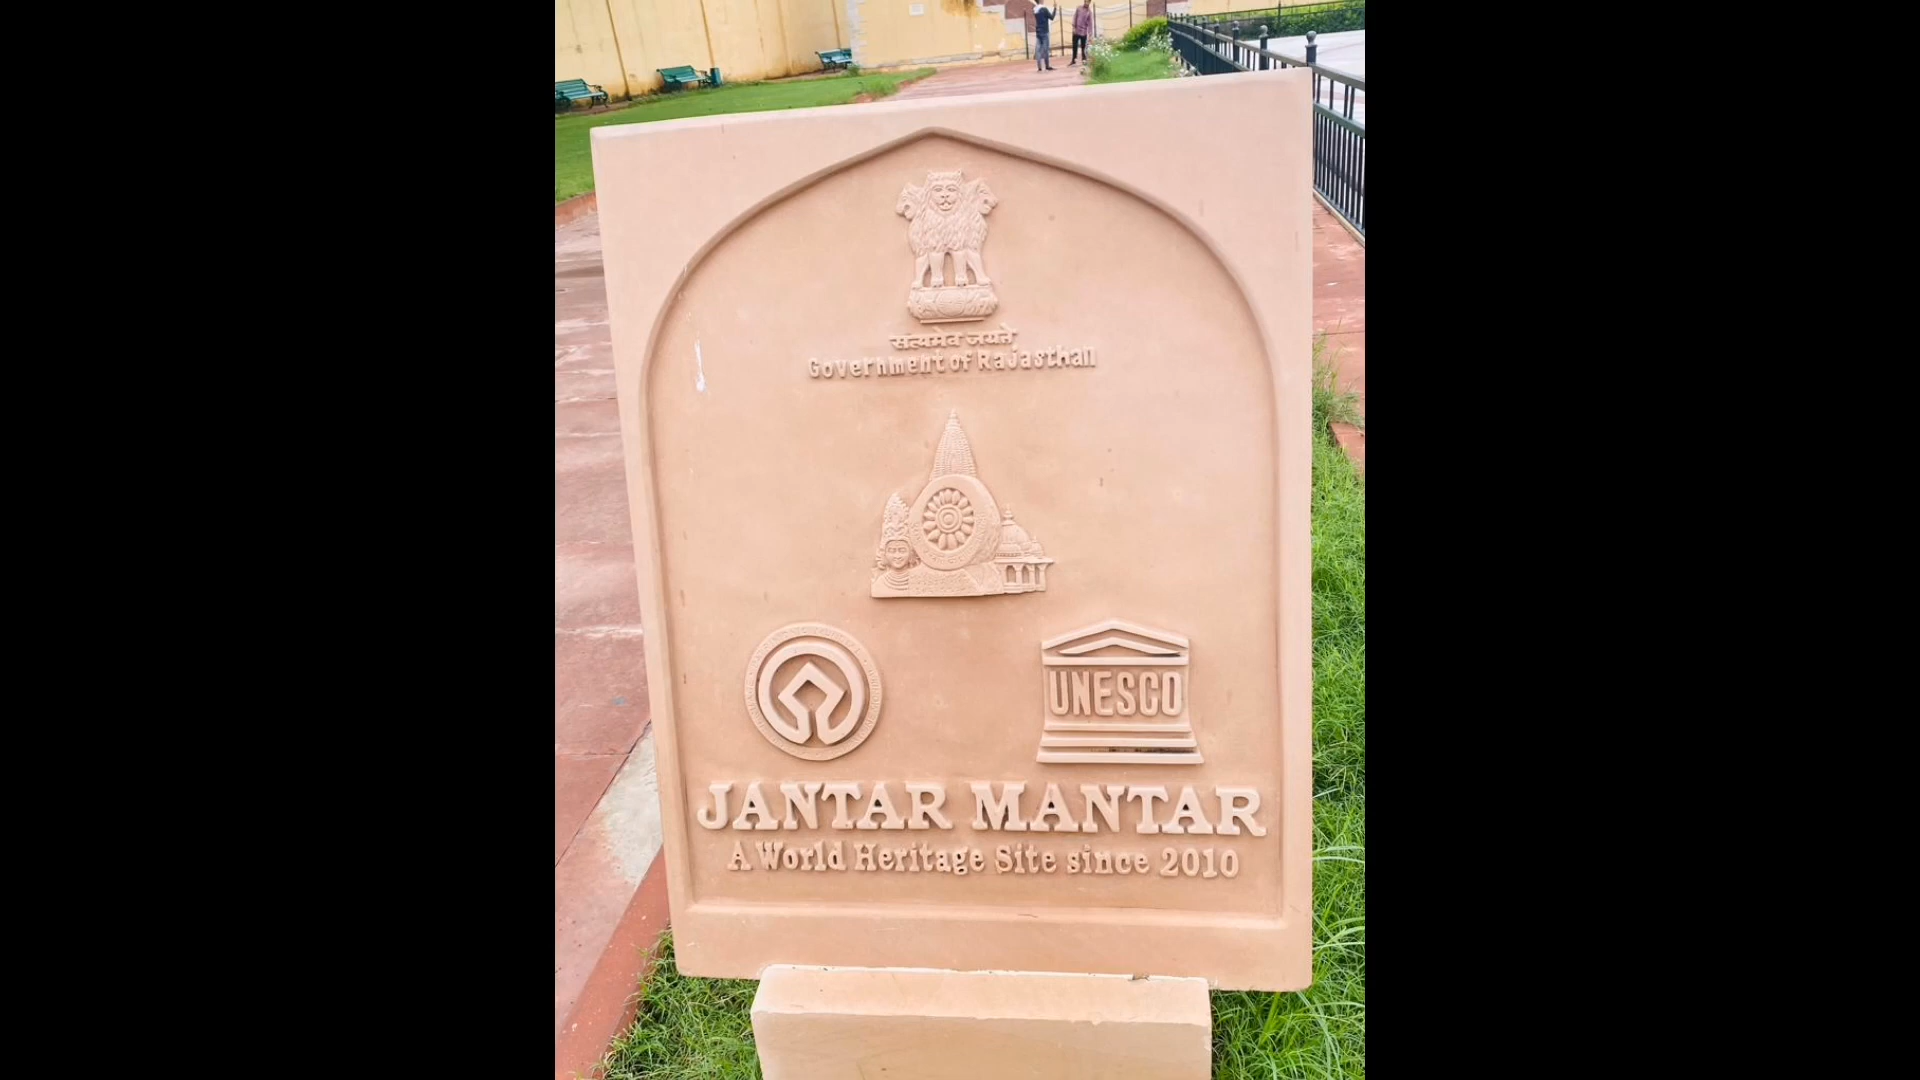 सत्यमेव जयते
Government of Rajasthan
UNESCO
JANTAR MANTAR
A World Heritage Site since 2010